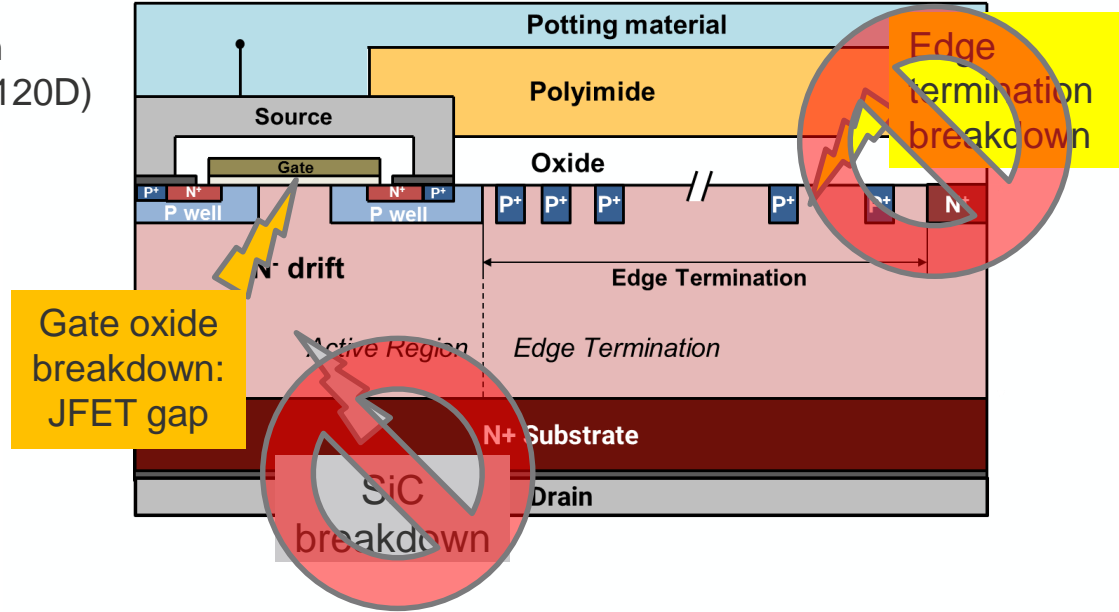 120D)
Potting material
Edge
termination
breakdown
Polyimide
Source
Gate
Oxide
P+ N+ N+ P+ P+ P+ P+ P+ P+ N+
P well P well
N- drift
Edge Termination
Gate oxide
breakdown:
JFET gap
Active Region Edge Termination
N+ Substrate
SiC
breakdown
Drain